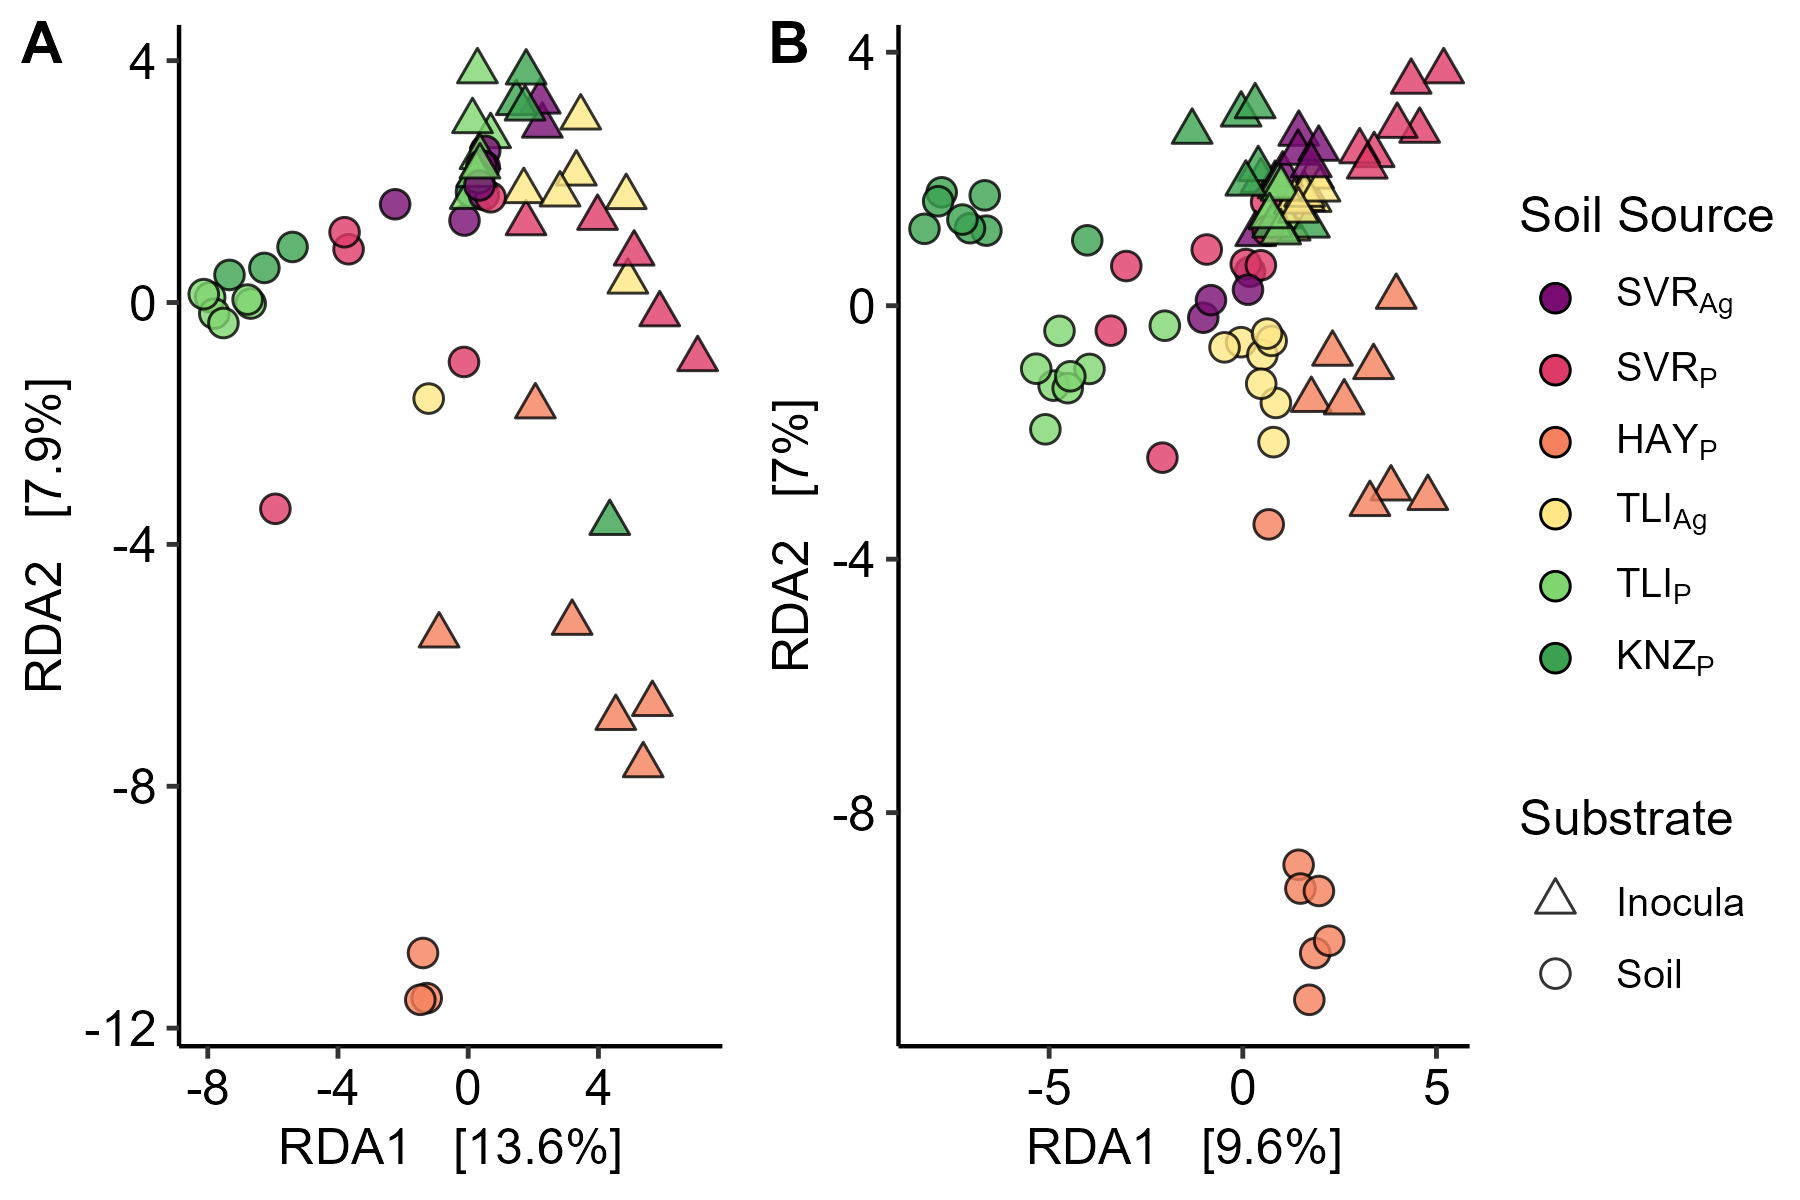 A
4
0
-4
-8
-12
RDA2 [7.9%]
-8 -4 0 4
RDA1 [13.6%]
B
4
0
-4
-8
RDA2 [7%]
-5 0 5
RDA1 [9.6%]
Soil Source
SVRAg
SVRP
HAYP
TLIAg
TLIP
KNZP
Substrate
Inocula
Soil